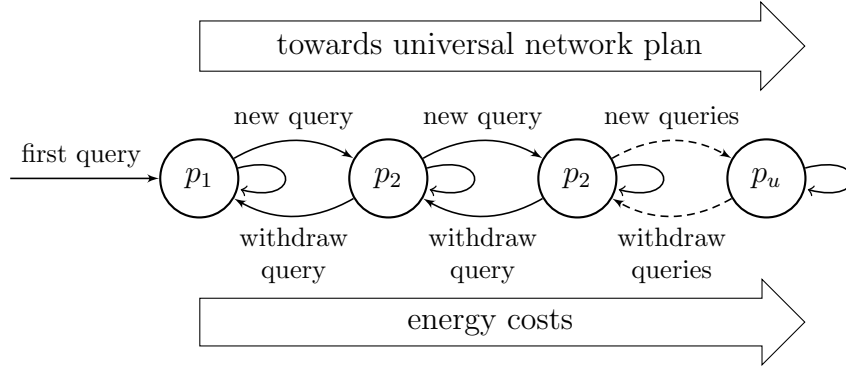 towards universal network plan
new query new query new queries
first query
p1 p2 p2 pu
withdraw withdraw withdraw
query query queries
energy costs